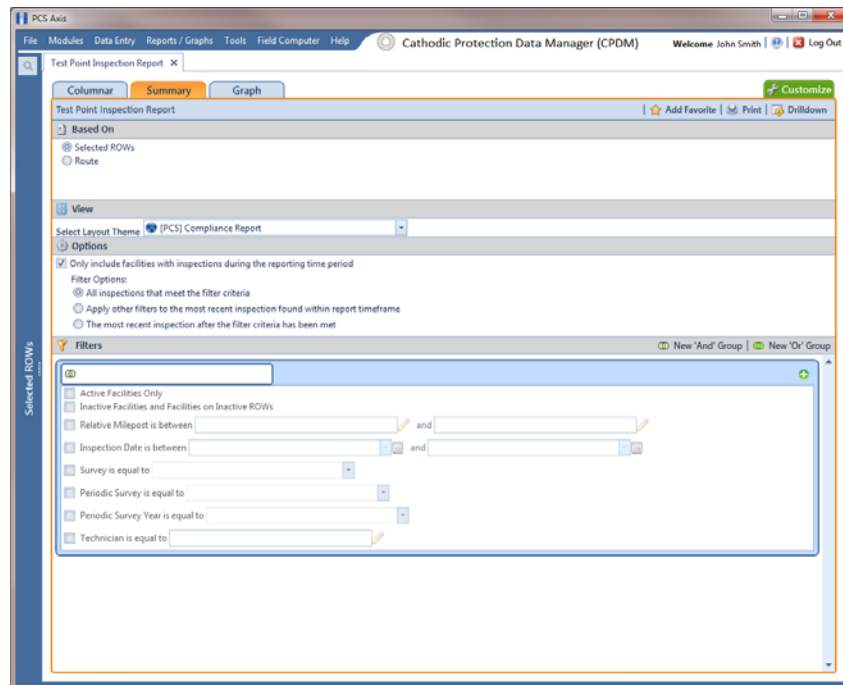 PCS Axis
File Modules Data Entry Reports / Graphs Tools Field Computer Help Cathodic Protection Data Manager (CPDM) Welcome John Smith | | Log Out
Test Point Inspection Report X
Columnar Summary Graph Customize
Test Point Inspection Report | Add Favorite | Print | Drilldown
Based On
Selected ROWs
Route
View
Select Layout Theme [PCS] Compliance Report
Options
Only include facilities with inspections during the reporting time period
Filter Options:
All inspections that meet the filter criteria
Apply other filters to the most recent inspection found within report timeframe
The most recent inspection after the filter criteria has been met
Filters New 'And' Group | New 'Or' Group
Active Facilities Only
Inactive Facilities and Facilities on Inactive ROWs
Relative Milepost is between and
Inspection Date is between and
Survey is equal to
Periodic Survey is equal to
Periodic Survey Year is equal to
Technician is equal to
Selected ROWs